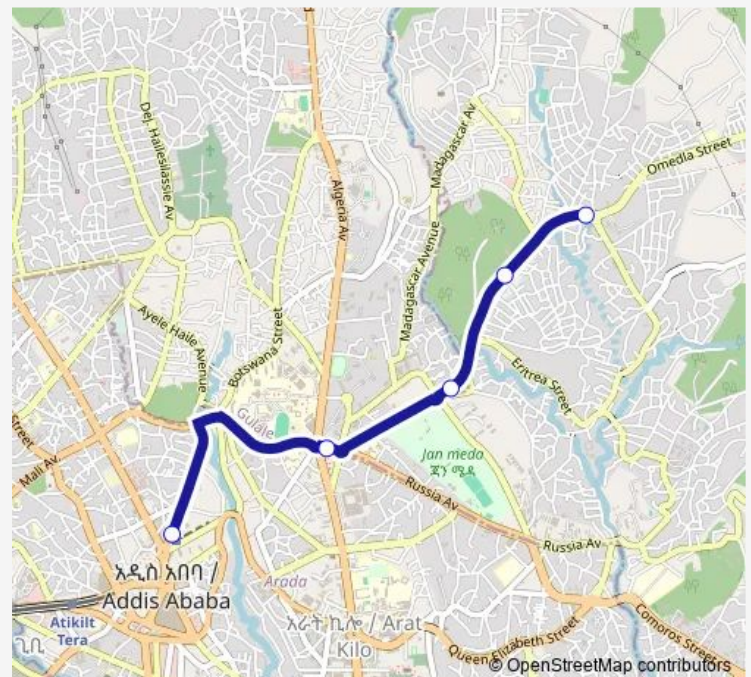 Dej. Hailesilassie Av
Algeria Av
Madagascar Av
Omedla Street
Madagascar Avenue
Ayele Haile Avenue
Botswana Street
Eritrea Street
Gulale
Street
Mali Av.
Jan meda
ጃን ሜዳ
Russia Av
Russia Av
አዲስ አበባ /
Addis Ababa
Arada
Atikilt
Tera
አራት ኪሎ / Arat
Kilo
Queen Elizabeth Street
Comoros Street
© OpenStreetMap contributors